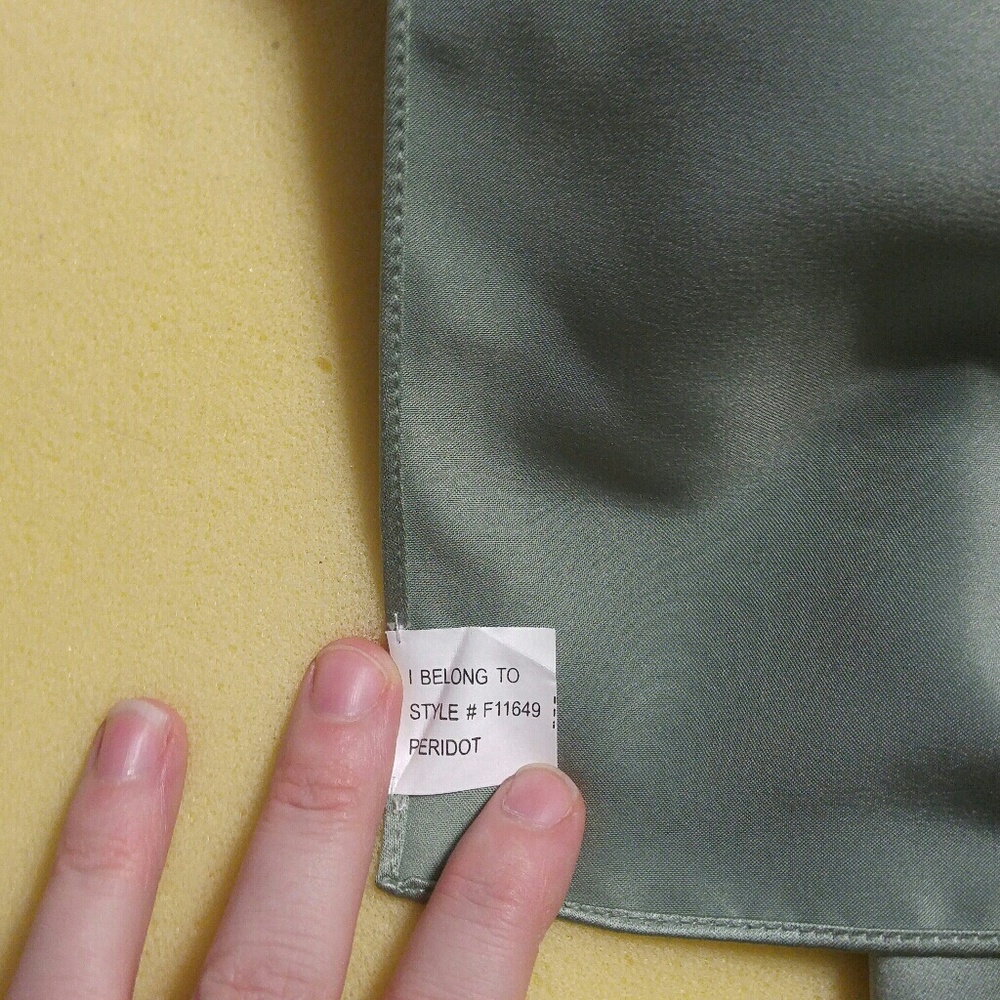 I BELONG TO
STYLE # F11649
PERIDOT